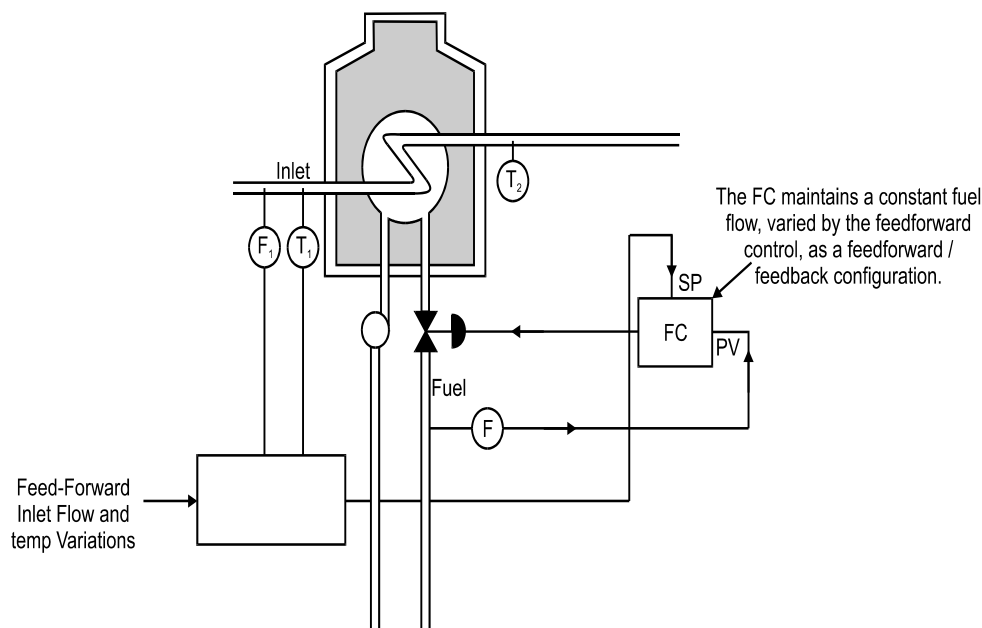 Inlet
T2
F1
T1
The FC maintains a constant fuel
flow, varied by the feedforward
control, as a feedforward /
feedback configuration.
SP
FC
PV
Fuel
F
Feed-Forward
Inlet Flow and
temp Variations